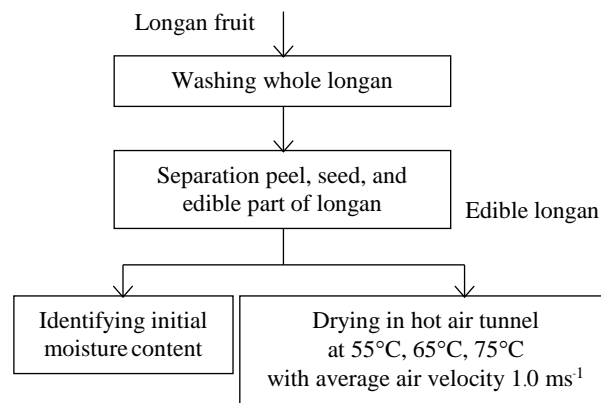 Longan fruit
Washing whole longan
Separation peel, seed, and
edible part of longan
Edible longan
Identifying initial
moisture content
Drying in hot air tunnel
at 55°C, 65°C, 75°C
with average air velocity 1.0 ms⁻¹